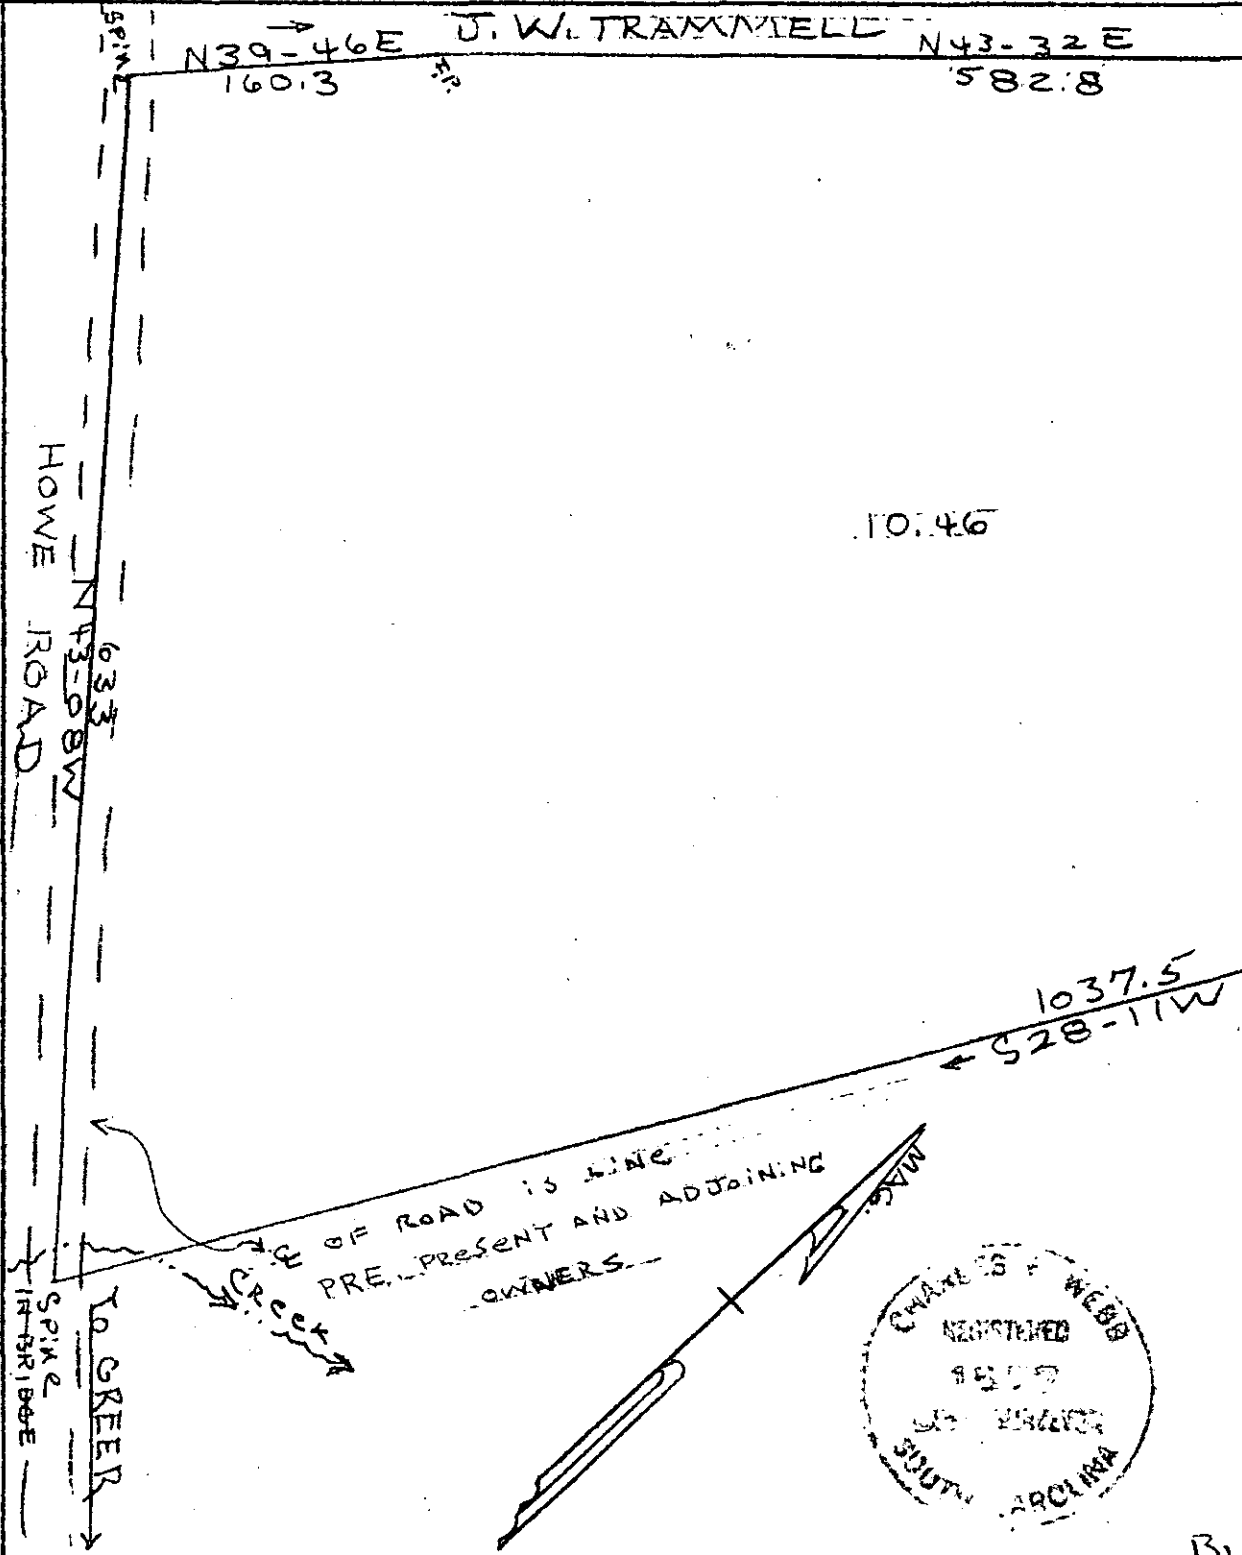 SPIKE
N39-46E
160.3
I.P.
J. W. TRAMMELL
N43-32E
582.8
HOWE ROAD
N43-08W
633
10.46
1037.5
S28-11W
℄ OF ROAD IS LINE
PRE. PRESENT AND ADJOINING
OWNERS
CREEK
MAG.
SPIKE
IN BRIDGE
TO GREER
WEBB
REGISTERED
SOUTH CAROLINA